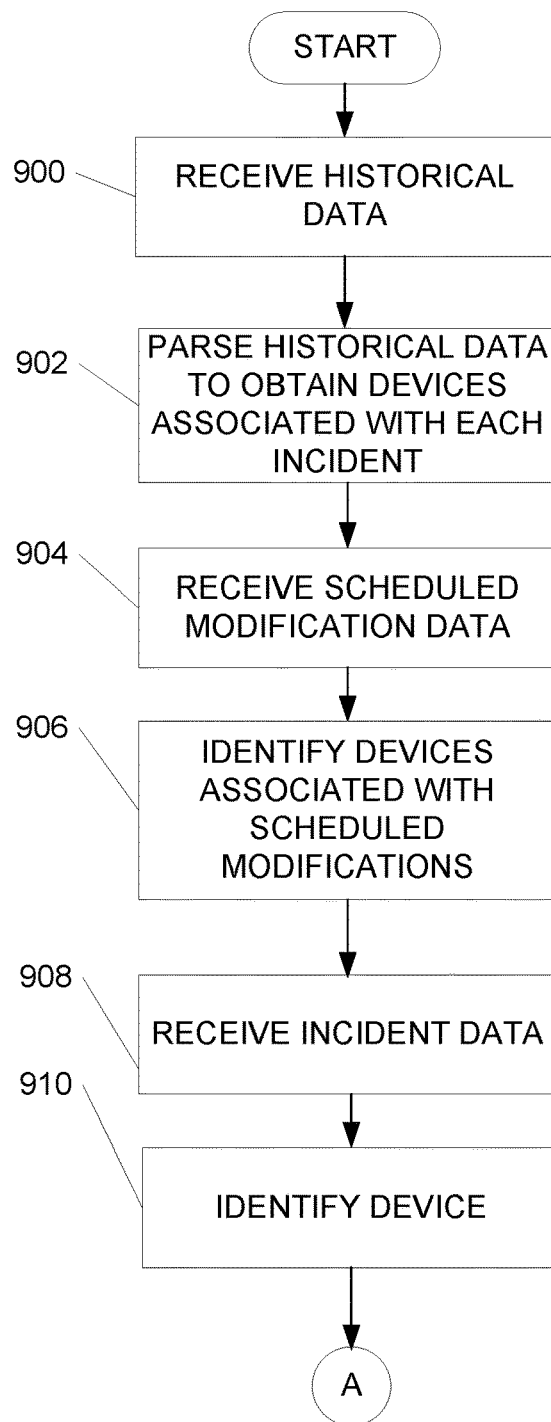 START
900
RECEIVE HISTORICAL
DATA
902
PARSE HISTORICAL DATA
TO OBTAIN DEVICES
ASSOCIATED WITH EACH
INCIDENT
904
RECEIVE SCHEDULED
MODIFICATION DATA
906
IDENTIFY DEVICES
ASSOCIATED WITH
SCHEDULED
MODIFICATIONS
908
RECEIVE INCIDENT DATA
910
IDENTIFY DEVICE
A